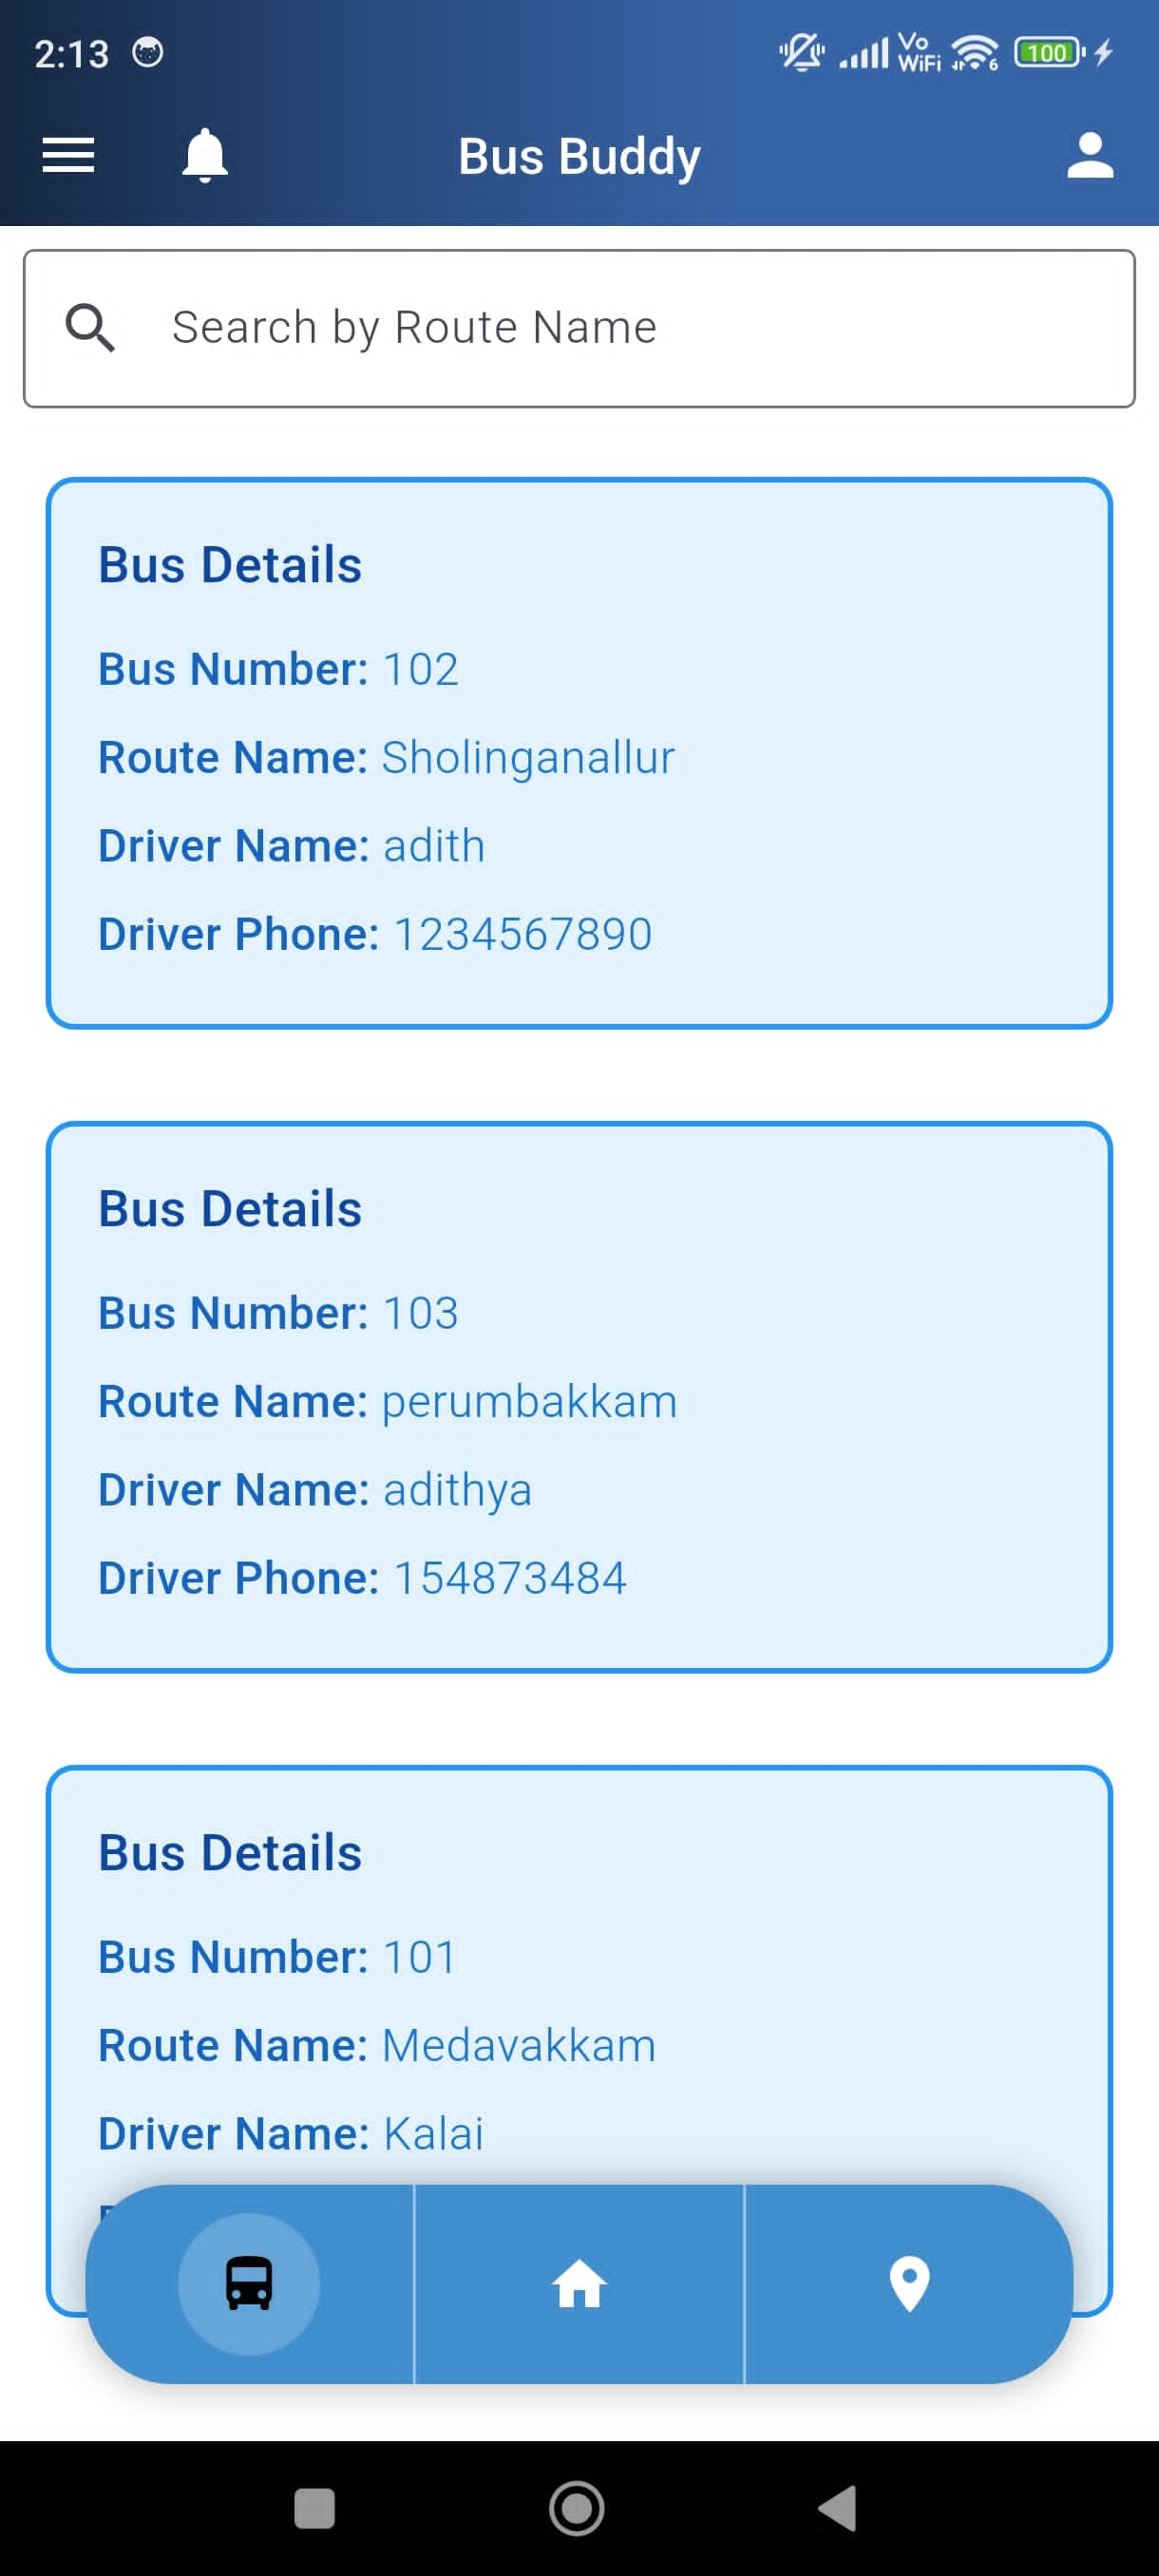 2:13
Vo
WiFi
6
100
Bus Buddy
Search by Route Name
Bus Details
Bus Number: 102
Route Name: Sholinganallur
Driver Name: adith
Driver Phone: 1234567890
Bus Details
Bus Number: 103
Route Name: perumbakkam
Driver Name: adithya
Driver Phone: 154873484
Bus Details
Bus Number: 101
Route Name: Medavakkam
Driver Name: Kalai